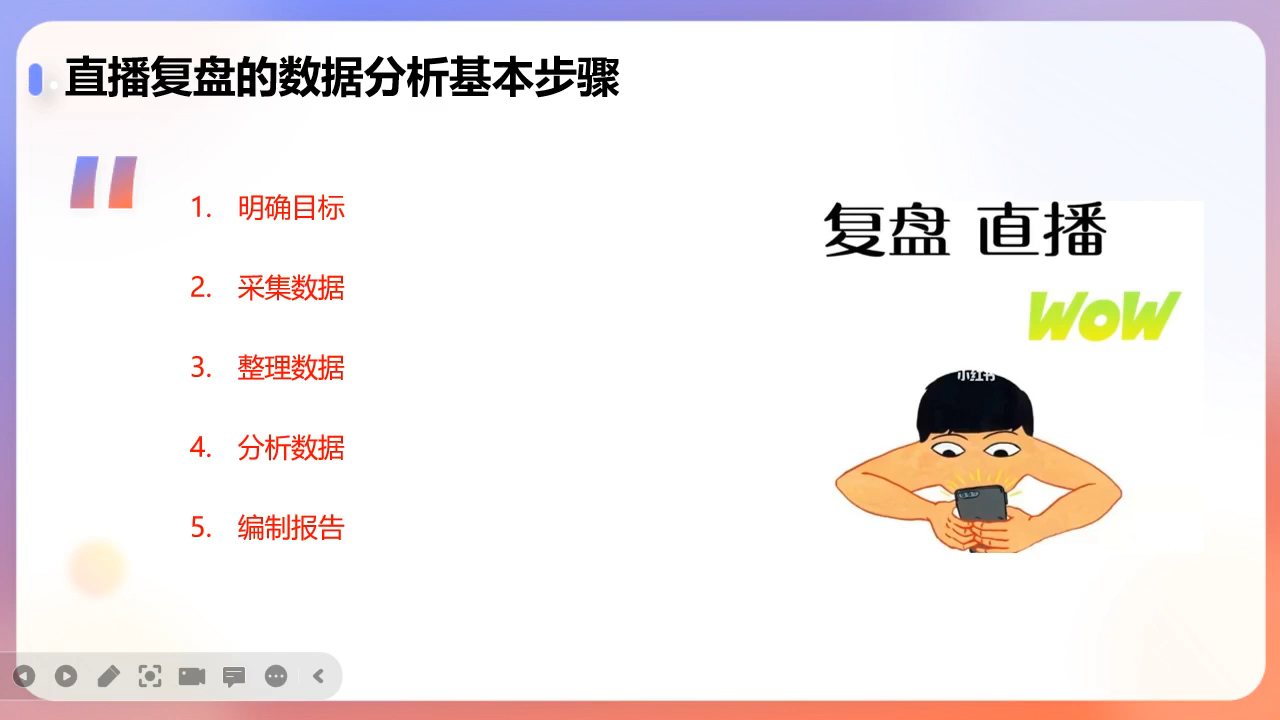 直播复盘的数据分析基本步骤
1. 明确目标
2. 采集数据
3. 整理数据
4. 分析数据
5. 编制报告
复盘 直播
WOW
小红书